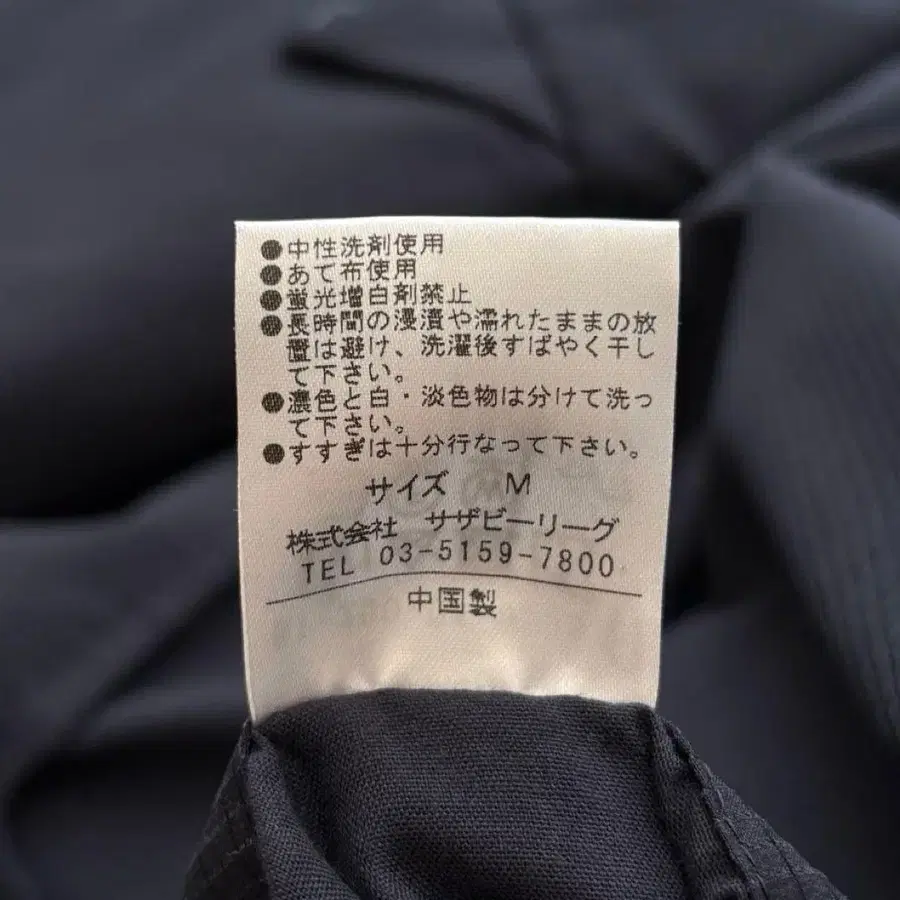 ●中性洗剤使用
●あて布使用
●蛍光増白剤禁止
●長時間の浸漬や濡れたままの放
置は避け、洗濯後すばやく干し
て下さい。
●濃色と白・淡色物は分けて洗っ
て下さい。
●すすぎは十分行なって下さい。
サイズ M
株式会社 サザビーリーグ
TEL 03-5159-7800
中国製